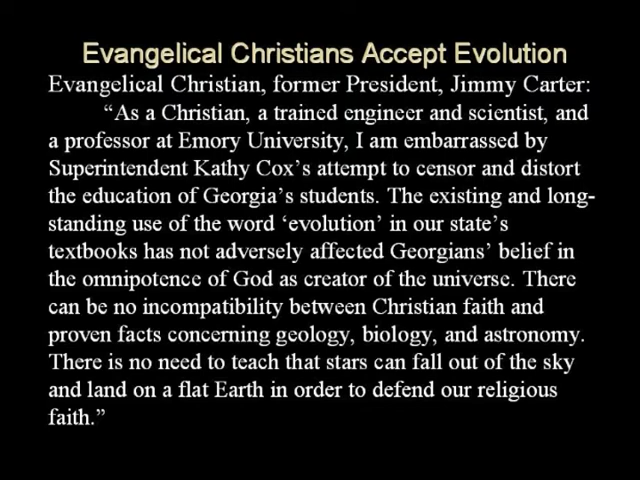 Evangelical Christians Accept Evolution
Evangelical Christian, former President, Jimmy Carter:
“As a Christian, a trained engineer and scientist, and
a professor at Emory University, I am embarrassed by
Superintendent Kathy Cox’s attempt to censor and distort
the education of Georgia’s students. The existing and long-
standing use of the word ‘evolution’ in our state’s
textbooks has not adversely affected Georgians’ belief in
the omnipotence of God as creator of the universe. There
can be no incompatibility between Christian faith and
proven facts concerning geology, biology, and astronomy.
There is no need to teach that stars can fall out of the sky
and land on a flat Earth in order to defend our religious
faith.”